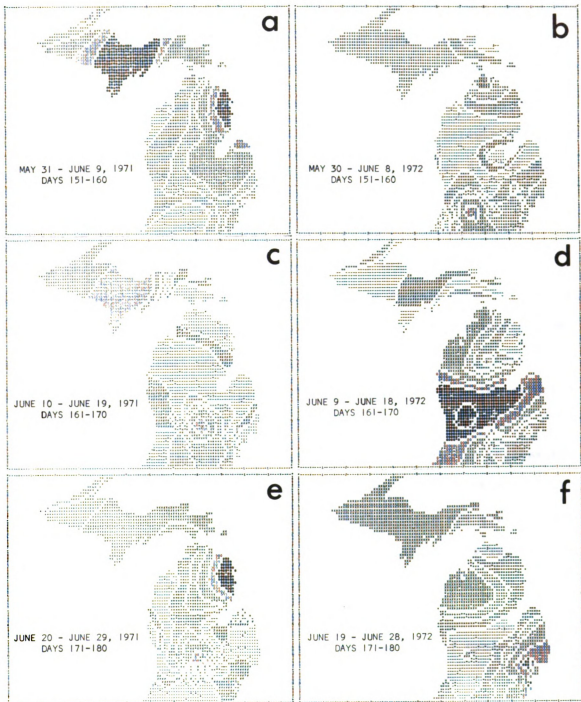 a
MAY 31 - JUNE 9, 1971
DAYS 151-160
b
MAY 30 - JUNE 8, 1972
DAYS 151-160
c
JUNE 10 - JUNE 19, 1971
DAYS 161-170
d
JUNE 9 - JUNE 18, 1972
DAYS 161-170
e
JUNE 20 - JUNE 29, 1971
DAYS 171-180
f
JUNE 19 - JUNE 28, 1972
DAYS 171-180